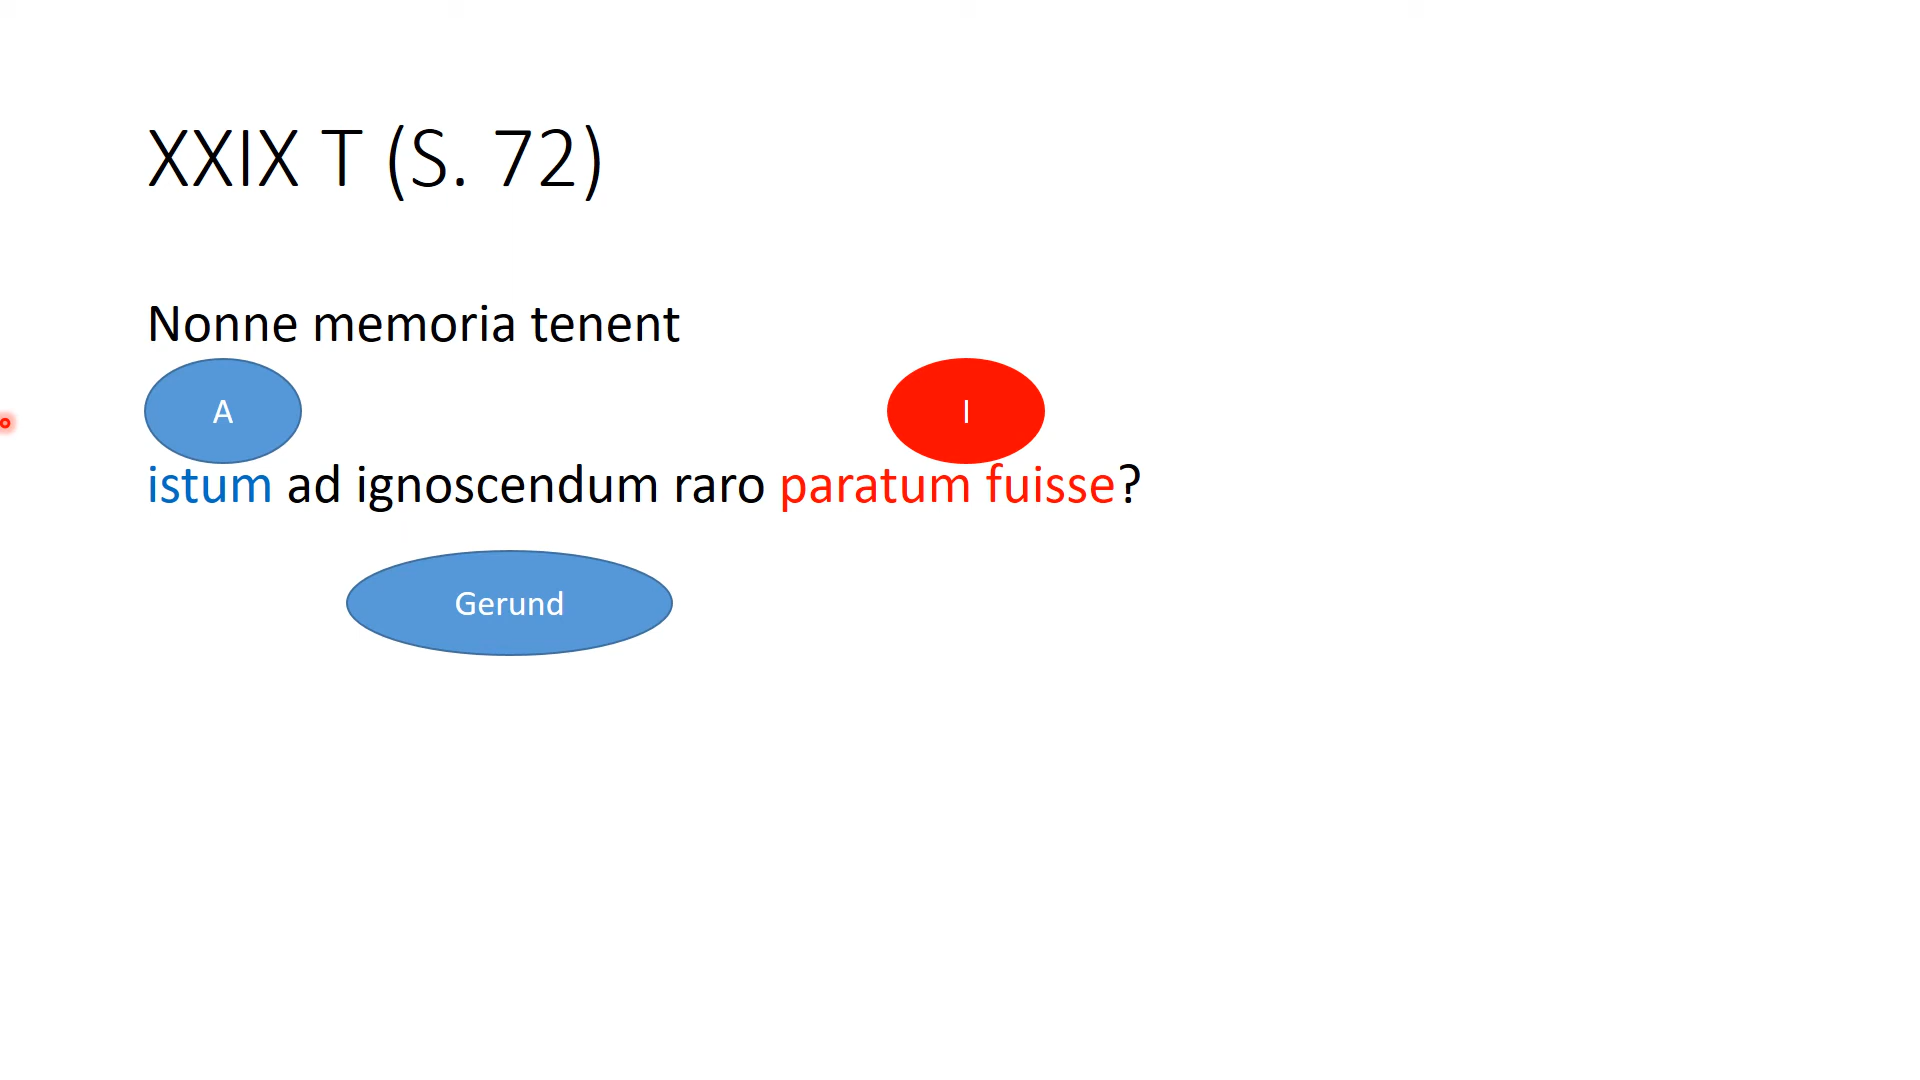 XXIX T (S. 72)
Nonne memoria tenent
A
I
istum ad ignoscendum raro paratum fuisse?
Gerund